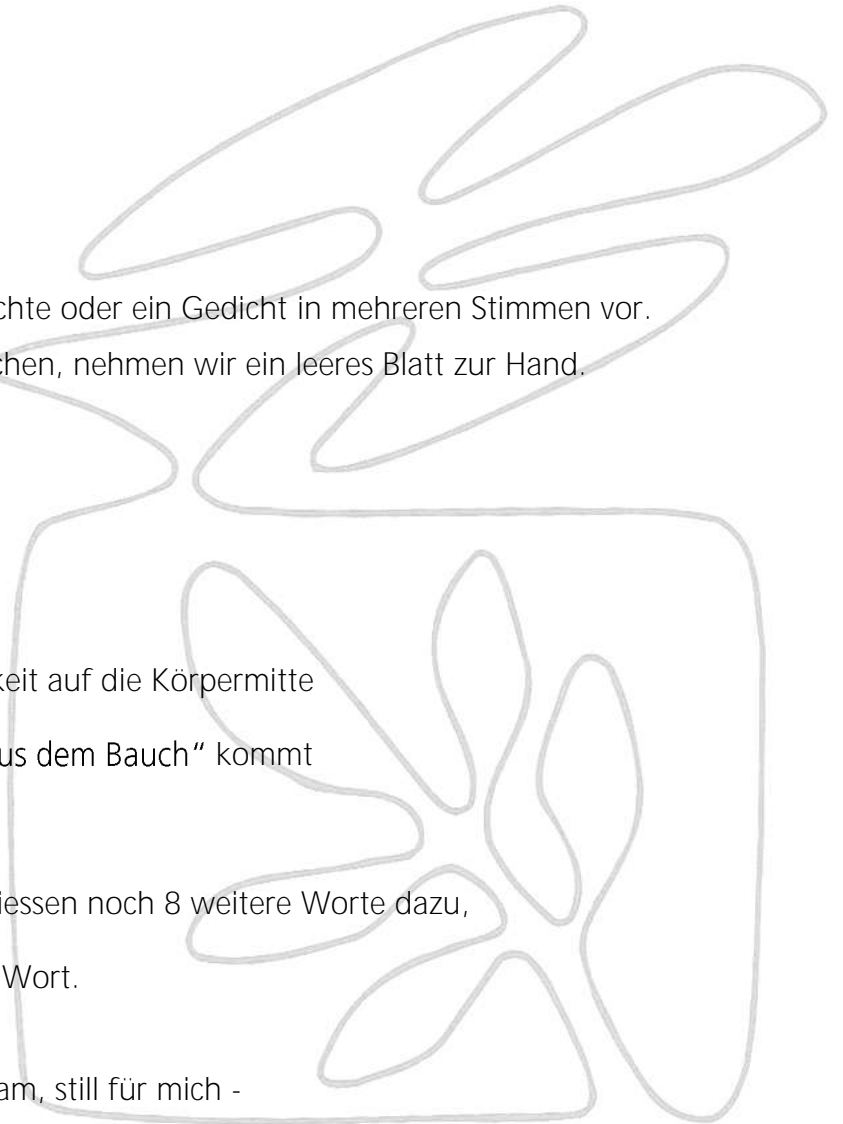 chte oder ein Gedicht in mehreren Stimmen vor.
chen, nehmen wir ein leeres Blatt zur Hand.
keit auf die Körpermitte
us dem Bauch“ kommt
iessen noch 8 weitere Worte dazu,
Wort.
am, still für mich -